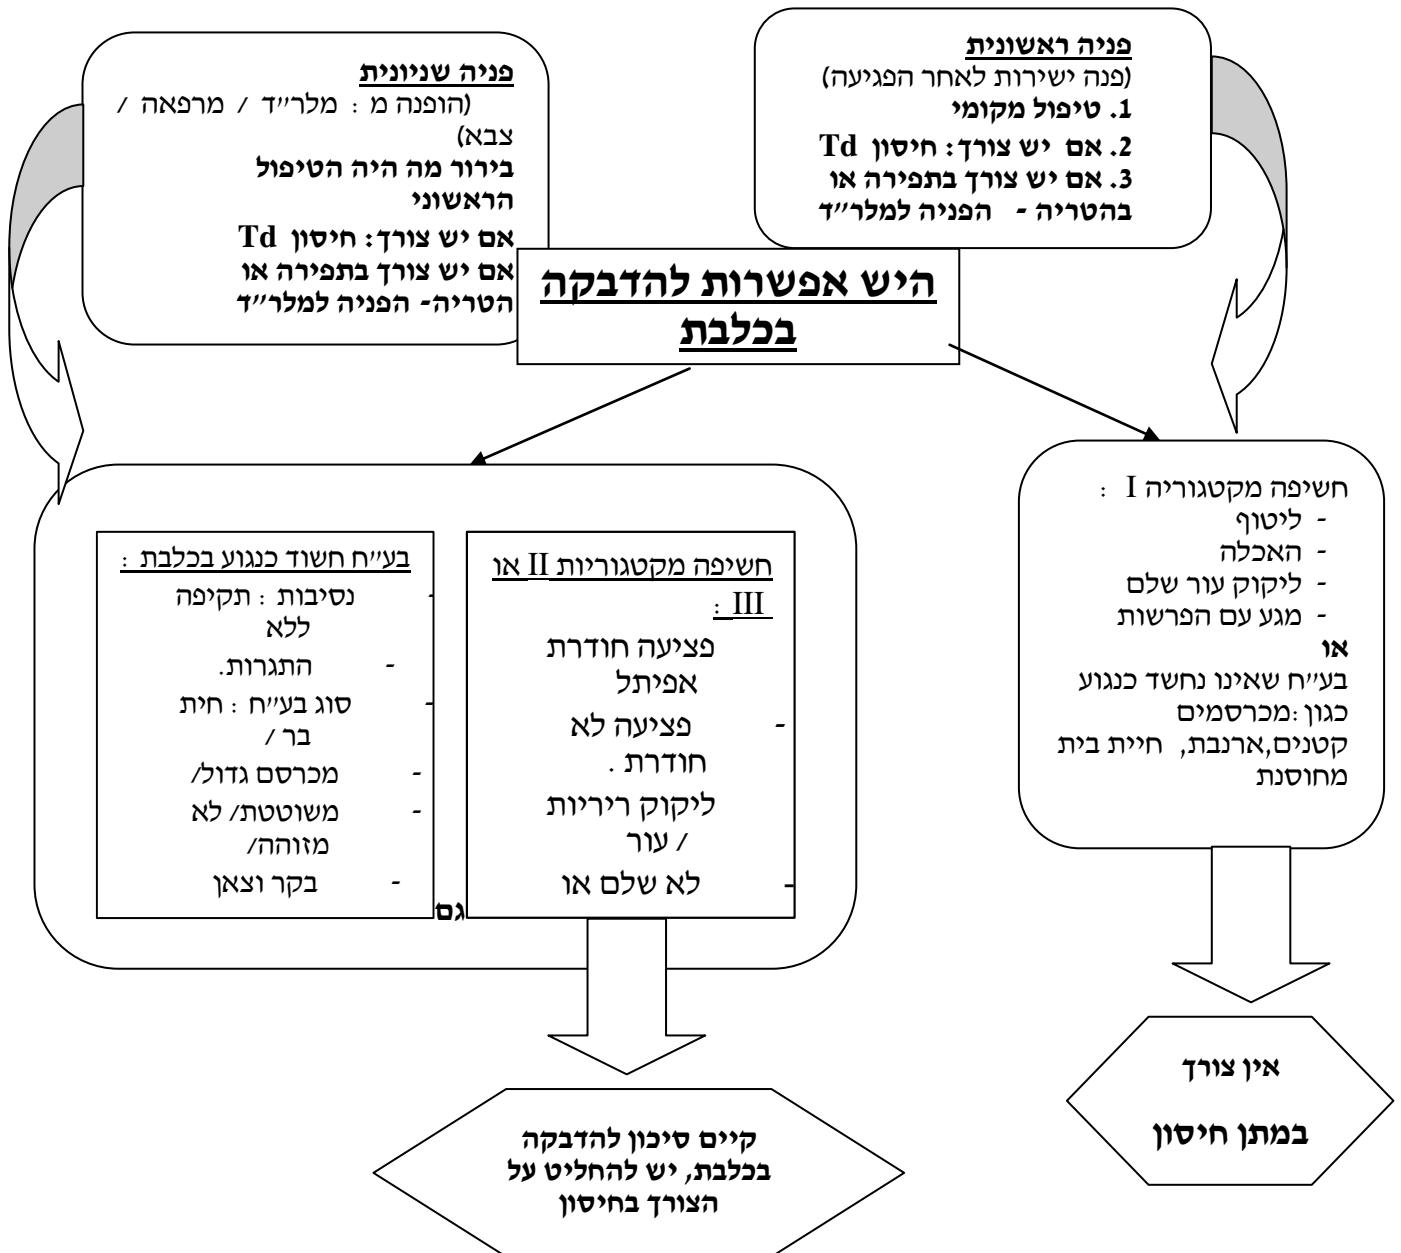 פניה ראשונית
(פנה ישירות לאחר הפגיעה)
1. טיפול מקומי
2. אם יש צורך: חיסון Td
3. אם יש צורך בתפירה או
בהטריה - הפניה למלר״ד
פניה שניונית
(הופנה מ : מלר״ד / מרפאה /
צבא)
בירור מה היה הטיפול
הראשוני
אם יש צורך: חיסון Td
אם יש צורך בתפירה או
הטריה- הפניה למלר״ד
היש אפשרות להדבקה
בכלבת
חשיפה מקטגוריה I :
- ליטוף
- האכלה
- ליקוק עור שלם
- מגע עם הפרשות
או
בע״ח שאינו נחשד כנגוע
כגון :מכרסמים
קטנים,ארנבת, חיית בית
מחוסנת
חשיפה מקטגוריות II או
III :
פציעה חודרת
אפיתל
- פציעה לא
חודרת .
ליקוק ריריות
/ עור
- לא שלם או
גם
בע״ח חשוד כנגוע בכלבת :
- נסיבות : תקיפה
ללא
- התגרות.
- סוג בע״ח : חית
בר /
- מכרסם גדול/
- משוטטת/ לא
מזוהה/
- בקר וצאן
אין צורך
במתן חיסון
קיים סיכון להדבקה
בכלבת, יש להחליט על
הצורך בחיסון